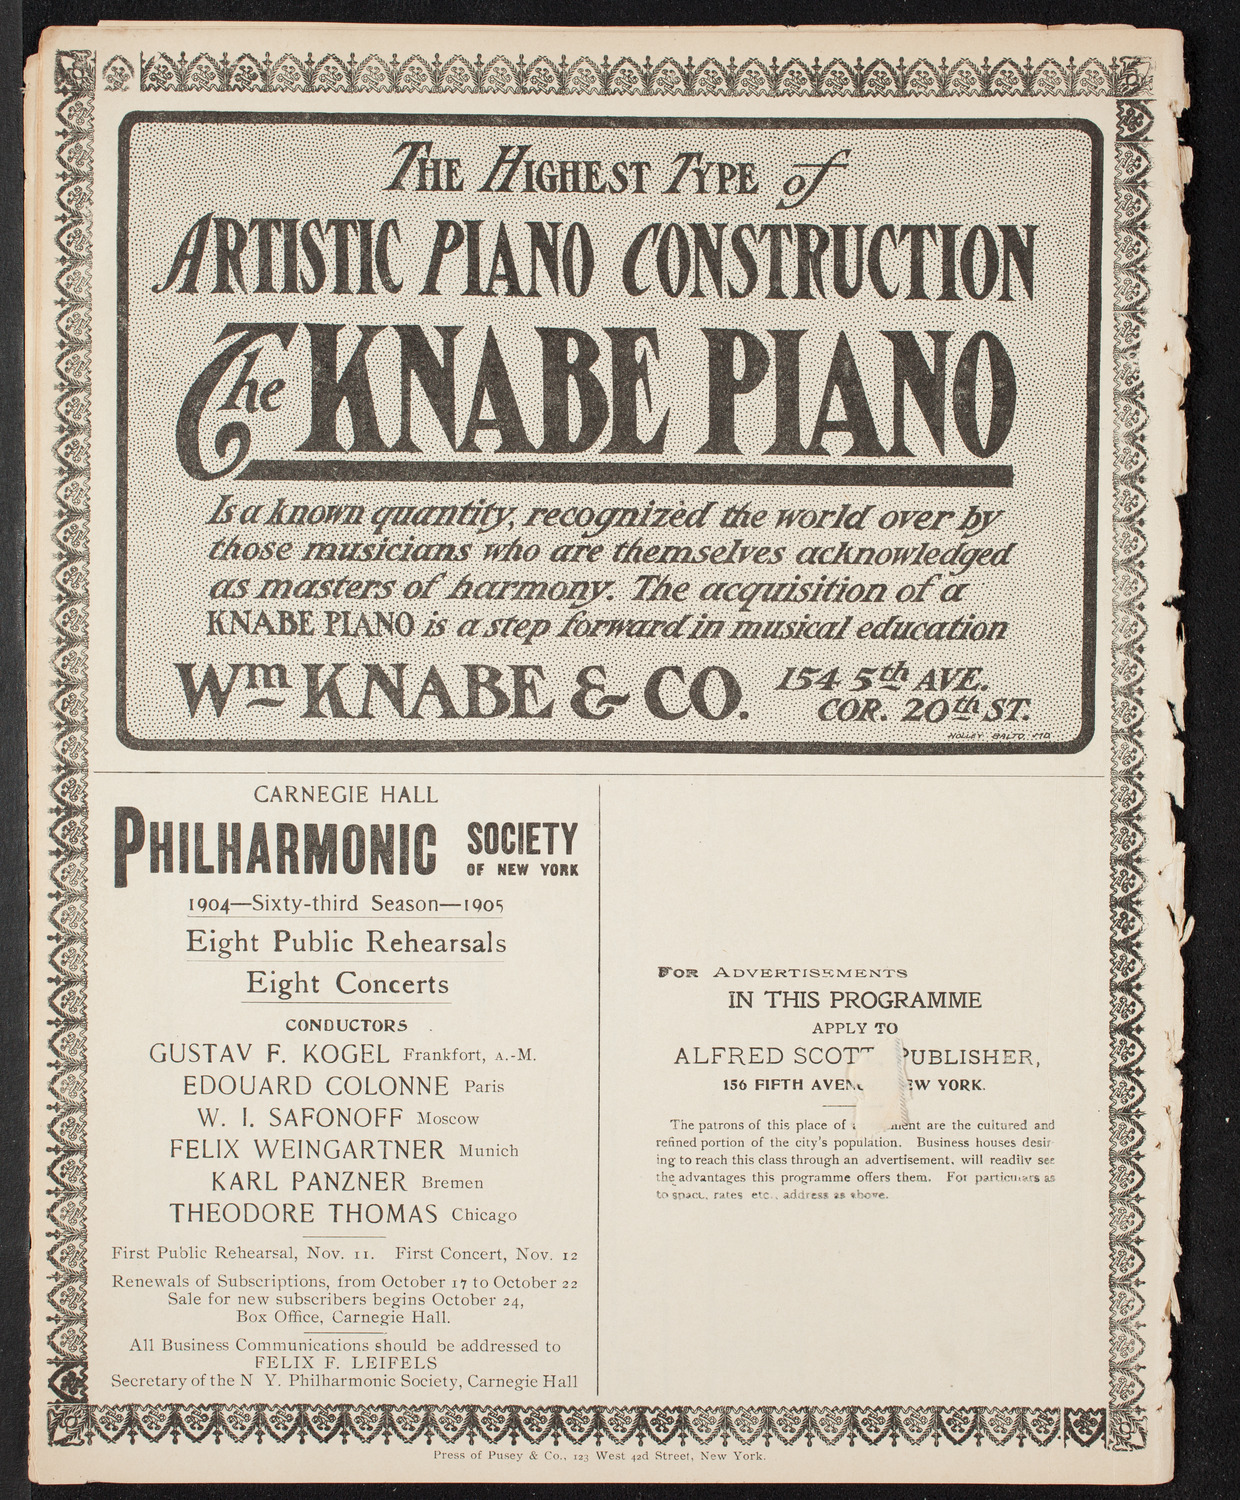 THE HIGHEST TYPE of
ARTISTIC PIANO CONSTRUCTION
The KNABE PIANO
Is a known quantity, recognized the world over by
those musicians who are themselves acknowledged
as masters of harmony. The acquisition of a
KNABE PIANO is a step forward in musical education
Wm KNABE & CO. 154 5th AVE.
COR. 20th ST.
NOLLEY BALTO. MD.
CARNEGIE HALL
PHILHARMONIC SOCIETY
OF NEW YORK
1904—Sixty-third Season—1905
Eight Public Rehearsals
Eight Concerts
CONDUCTORS
GUSTAV F. KOGEL Frankfort, A.-M.
EDOUARD COLONNE Paris
W. I. SAFONOFF Moscow
FELIX WEINGARTNER Munich
KARL PANZNER Bremen
THEODORE THOMAS Chicago
First Public Rehearsal, Nov. 11. First Concert, Nov. 12
Renewals of Subscriptions, from October 17 to October 22
Sale for new subscribers begins October 24,
Box Office, Carnegie Hall.
All Business Communications should be addressed to
FELIX F. LEIFELS
Secretary of the N Y. Philharmonic Society, Carnegie Hall
FOR ADVERTISEMENTS
IN THIS PROGRAMME
APPLY TO
ALFRED SCOTT PUBLISHER,
156 FIFTH YORK.
The patrons of this place of are the cultured and
refined portion of the city's population. Business houses desir
ing to reach this class through an advertisement, will readily see
the advantages this programme offers them. For particulars as
to space, rates etc., address as above.
Press of Pusey & Co., 123 West 42d Street, New York.